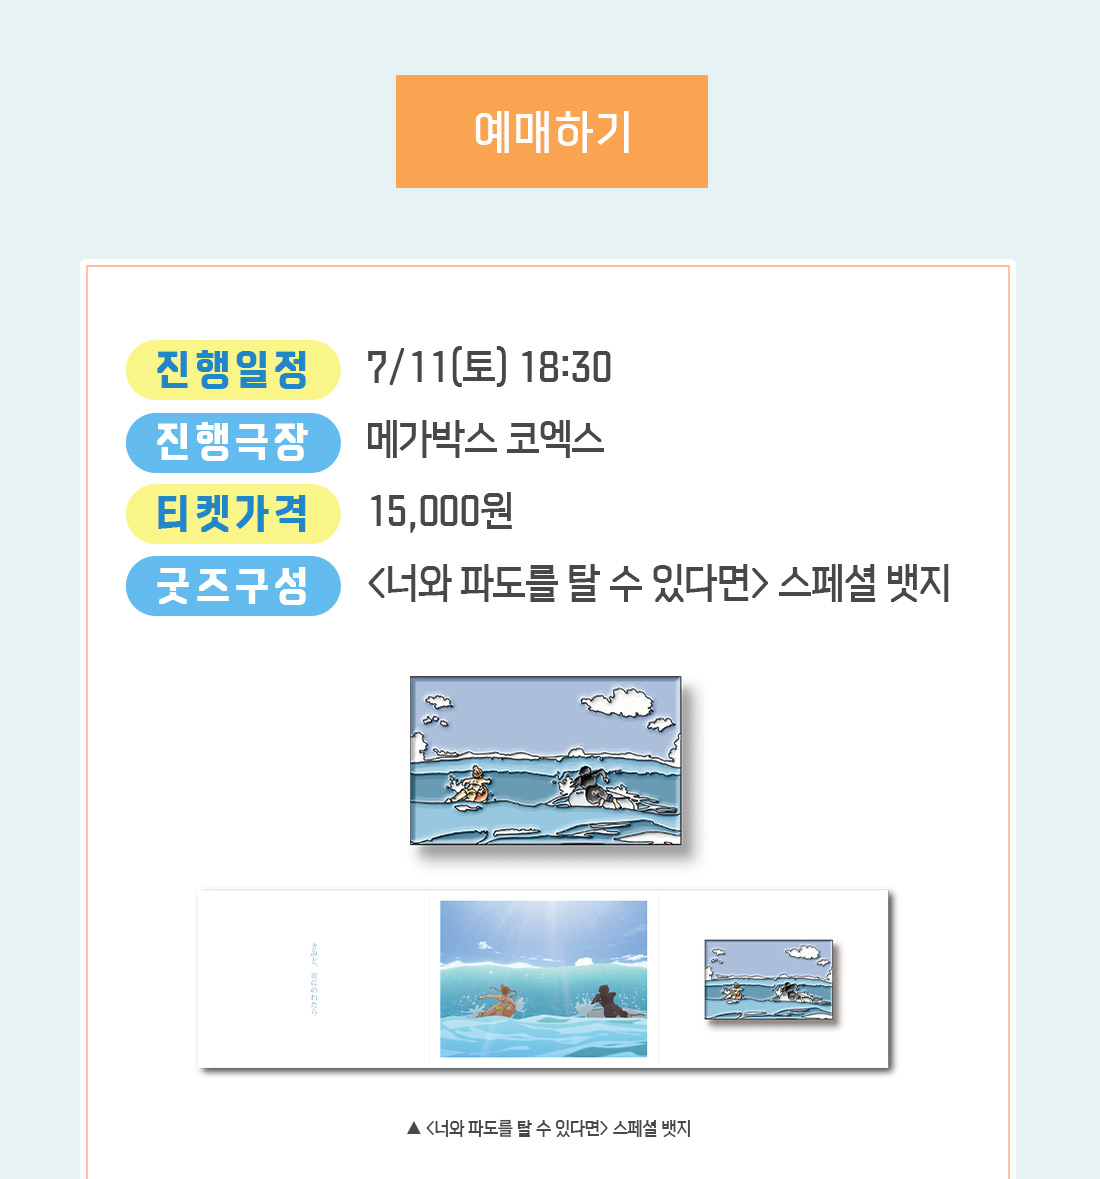 예매하기
진행일정 7/11(토) 18:30
진행극장 메가박스 코엑스
티켓가격 15,000원
굿즈구성 <너와 파도를 탈 수 있다면> 스페셜 뱃지
きみと、波にのれたら
▲ <너와 파도를 탈 수 있다면> 스페셜 뱃지